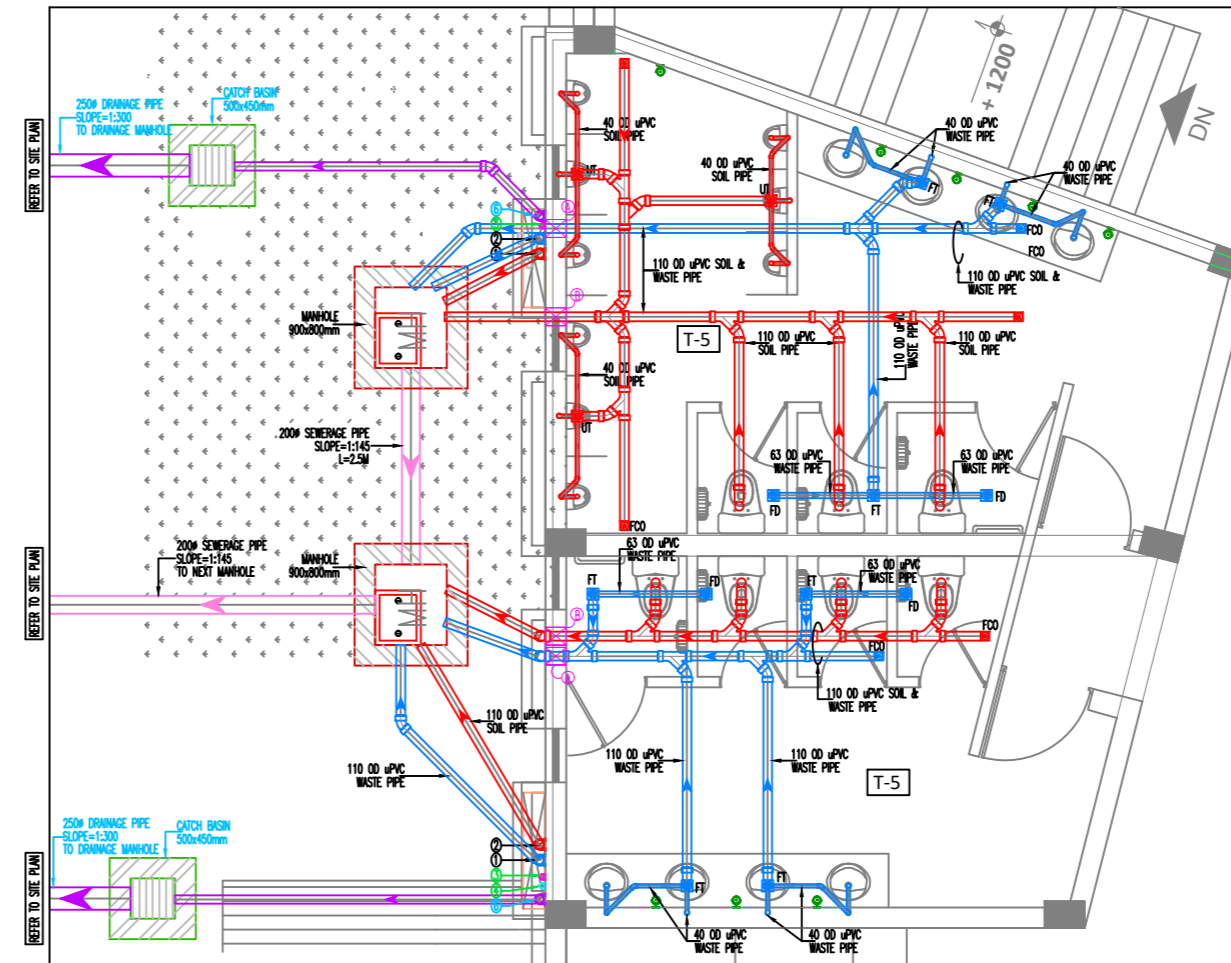 250ø DRAINAGE PIPE
SLOPE=1:300
TO DRAINAGE MANHOLE
CATCH BASIN
500x450mm
REFER TO SITE PLAN
MANHOLE
900x800mm
MH
200ø SEWERAGE PIPE
SLOPE=1:145
L=2.5M
200ø SEWERAGE PIPE
SLOPE=1:145
TO NEXT MANHOLE
REFER TO SITE PLAN
MANHOLE
900x800mm
MH
110 OD uPVC
SOIL PIPE
110 OD uPVC
WASTE PIPE
250ø DRAINAGE PIPE
SLOPE=1:300
TO DRAINAGE MANHOLE
CATCH BASIN
500x450mm
REFER TO SITE PLAN
6
2
A
B
40 OD uPVC
SOIL PIPE
UT
40 OD uPVC
SOIL PIPE
UT
40 OD uPVC
WASTE PIPE
FT
40 OD uPVC
WASTE PIPE
FT
FCO
FCO
+ 1200
DN
110 OD uPVC SOIL &
WASTE PIPE
110 OD uPVC SOIL &
WASTE PIPE
T-5
110 OD uPVC
SOIL PIPE
110 OD uPVC
WASTE PIPE
110 OD uPVC
SOIL PIPE
40 OD uPVC
SOIL PIPE
UT
FCO
63 OD uPVC
WASTE PIPE
63 OD uPVC
WASTE PIPE
FD
FT
FD
63 OD uPVC
WASTE PIPE
FT
FD
FT
63 OD uPVC
WASTE PIPE
FD
B
FCO
FCO
A
110 OD uPVC SOIL &
WASTE PIPE
110 OD uPVC
WASTE PIPE
110 OD uPVC
WASTE PIPE
T-5
2
1
3
4
6
FT
FT
40 OD uPVC
WASTE PIPE
40 OD uPVC
WASTE PIPE